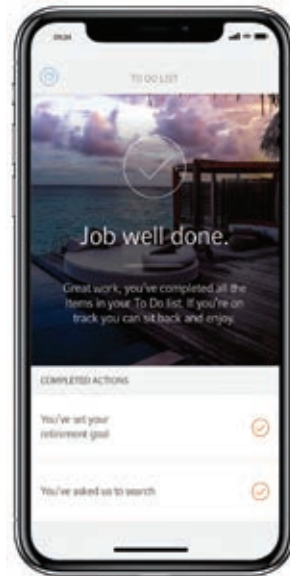 09:24
TO DO LIST
Job well done.
Great work, you've completed all the
items in your To Do list. If you're on
track you can sit back and enjoy.
COMPLETED ACTIONS
You've set your
retirement goal
You've asked us to search